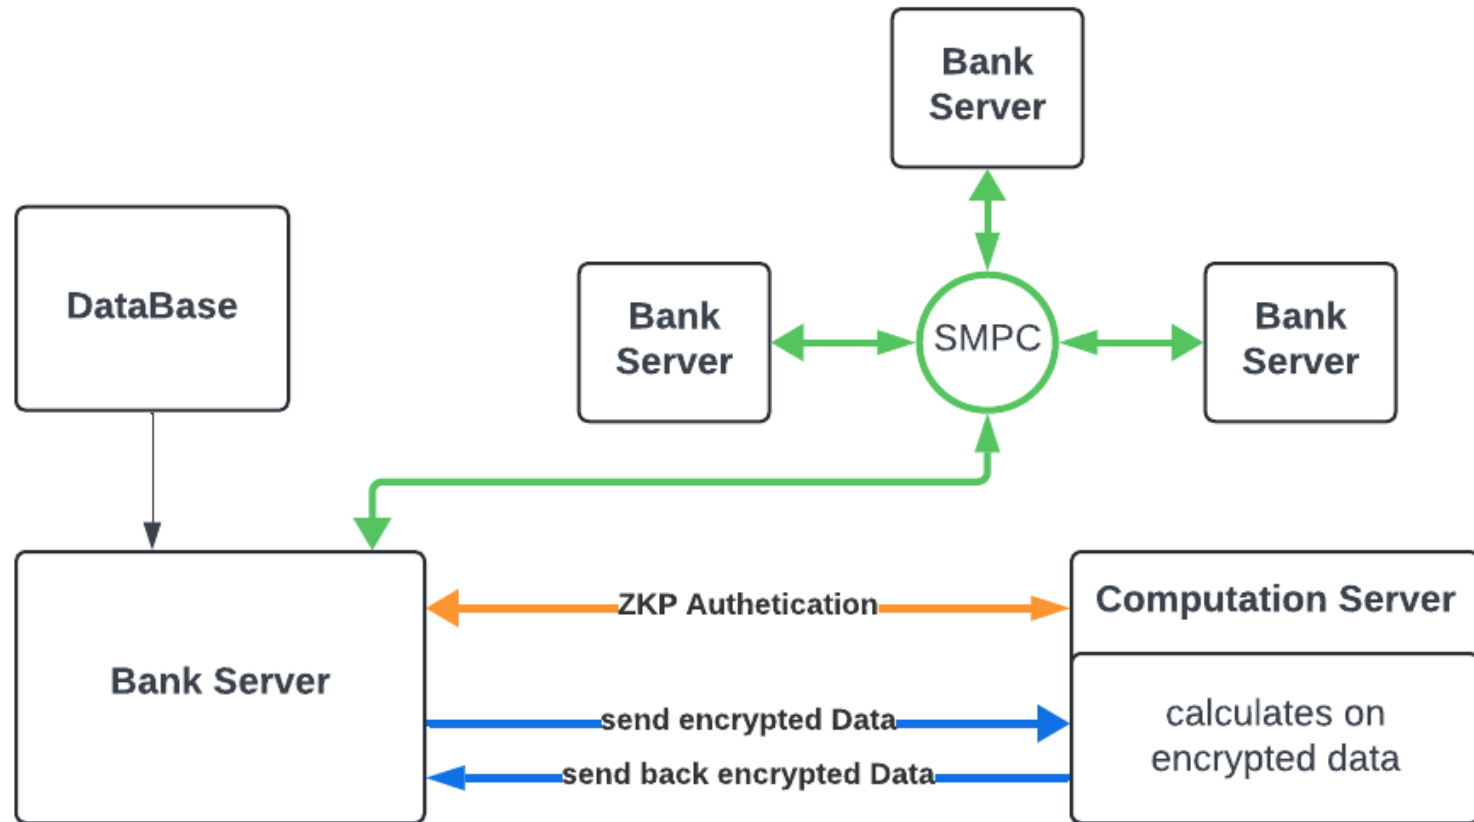 Bank
Server
DataBase
Bank
Server
SMPC
Bank
Server
ZKP Authetication
Computation Server
Bank Server
send encrypted Data
calculates on
encrypted data
send back encrypted Data